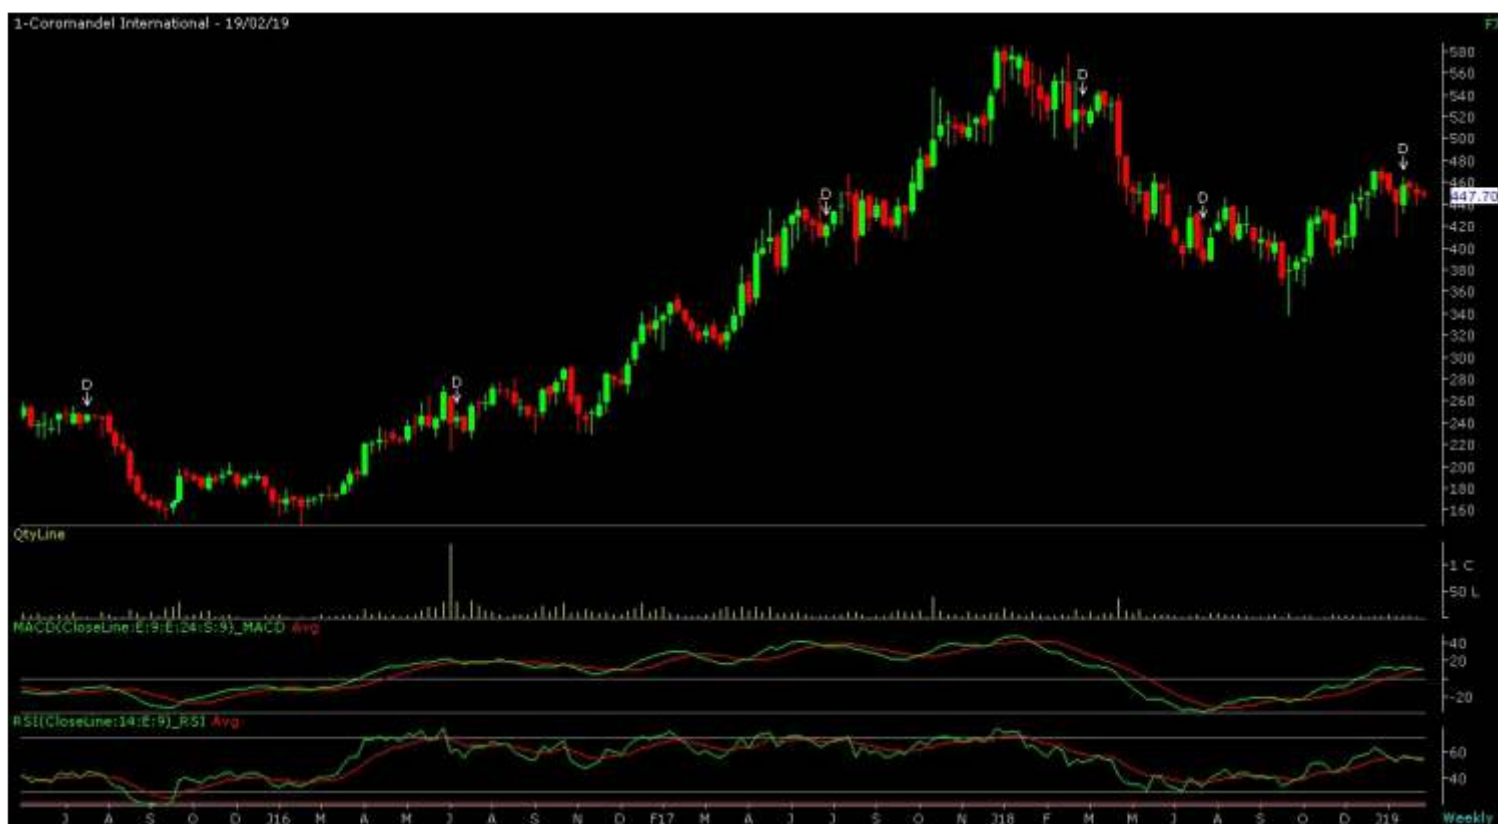 1-Coromandel International - 19/02/19
D
D
D
D
D
D
580
560
540
520
500
480
460
447.70
440
420
400
380
360
340
320
300
280
260
240
220
200
180
160
QtyLine
1 C
50 L
MACD(CloseLine:E:9:E:24:S:9)_MACD Avg
40
20
-20
RSI(CloseLine:14:E:9)_RSI Avg
60
40
J A S O D J16 M A M J A S N D F17 M A J J S O N J18 F M M J A S O D J19 Weekly